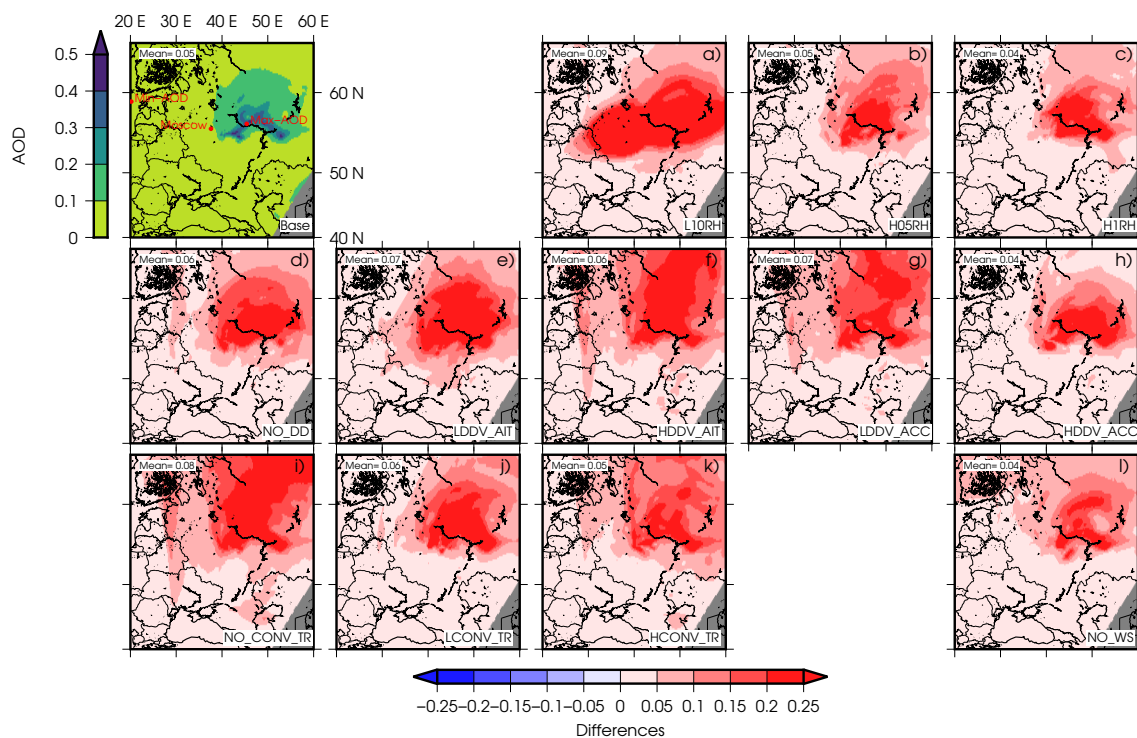 20 E 30 E 40 E 50 E 60 E
AOD
0.5
0.4
0.3
0.2
0.1
0
Mean= 0.05
Min-AOD
Moscow
Max-AOD
Base
60 N
50 N
40 N
Mean= 0.09
a)
L10RH
Mean= 0.05
b)
H05RH
Mean= 0.04
c)
H1RH
Mean= 0.06
d)
NO_DD
Mean= 0.07
e)
LDDV_AIT
Mean= 0.06
f)
HDDV_AIT
Mean= 0.07
g)
LDDV_ACC
Mean= 0.04
h)
HDDV_ACC
Mean= 0.08
i)
NO_CONV_TR
Mean= 0.06
j)
LCONV_TR
Mean= 0.05
k)
HCONV_TR
Mean= 0.04
l)
NO_WS
−0.25 −0.2 −0.15 −0.1 −0.05 0 0.05 0.1 0.15 0.2 0.25
Differences